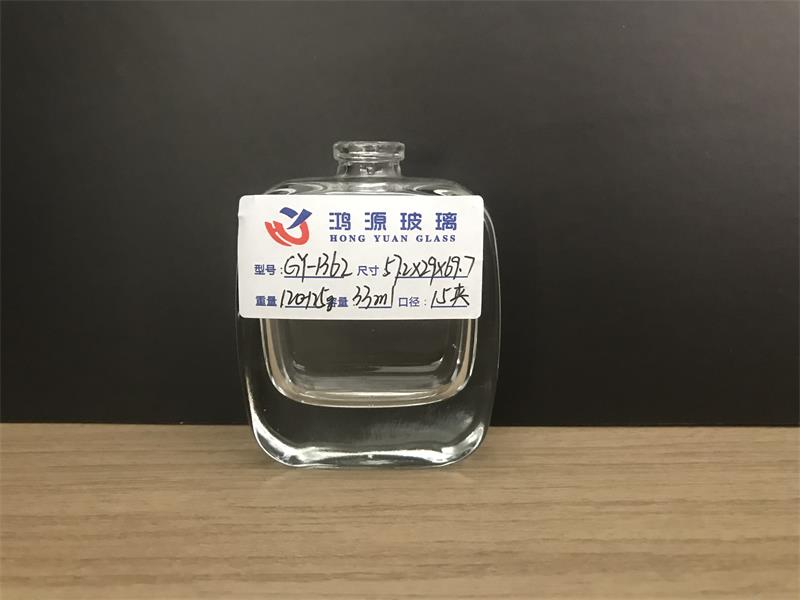 鸿源玻璃
HONG YUAN GLASS
型号: GY-1362 尺寸 57.2X29X69.7
重量 120-125g 容量 33ml 口径: 15夹